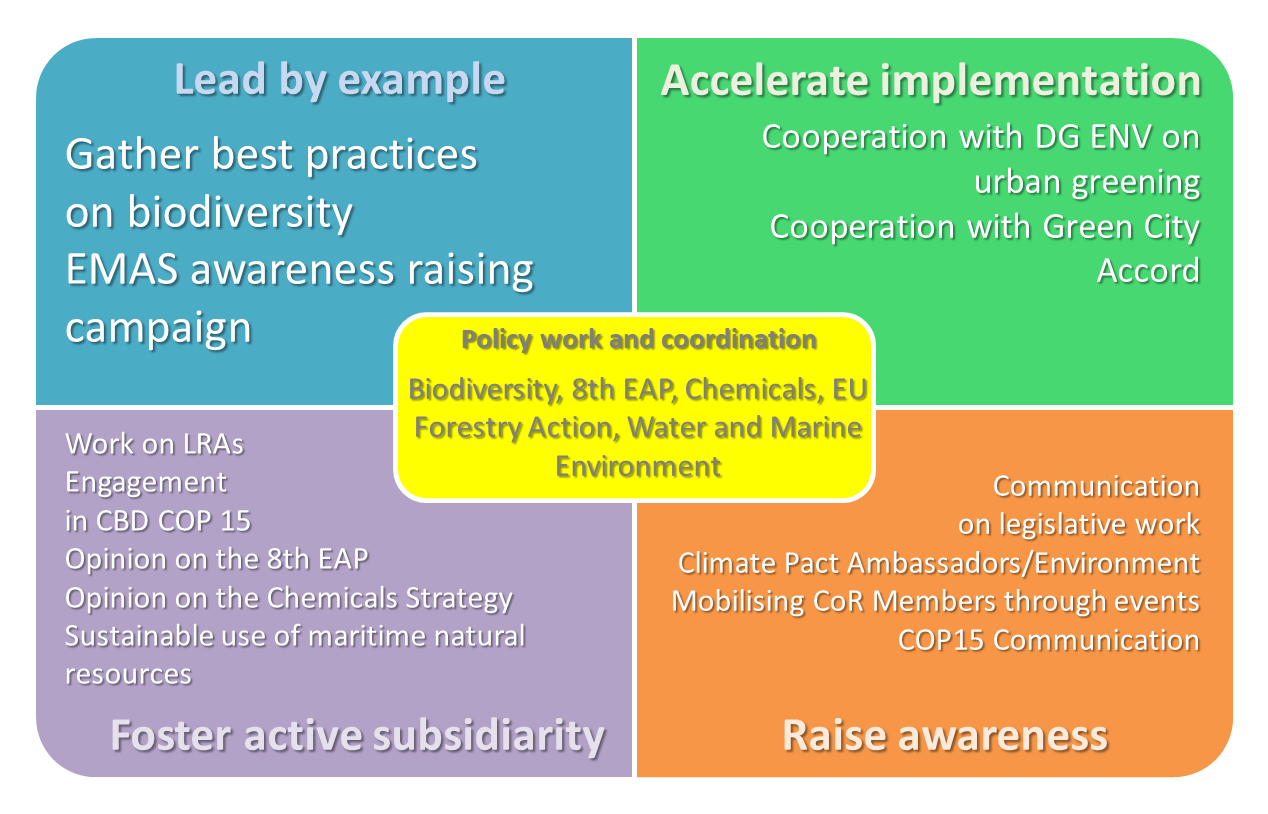 Lead by example
Gather best practices
on biodiversity
EMAS awareness raising
campaign
Accelerate implementation
Cooperation with DG ENV on
urban greening
Cooperation with Green City
Accord
Policy work and coordination
Biodiversity, 8th EAP, Chemicals, EU
Forestry Action, Water and Marine
Environment
Work on LRAs
Engagement
in CBD COP 15
Opinion on the 8th EAP
Opinion on the Chemicals Strategy
Sustainable use of maritime natural
resources
Foster active subsidiarity
Communication
on legislative work
Climate Pact Ambassadors/Environment
Mobilising CoR Members through events
COP15 Communication
Raise awareness